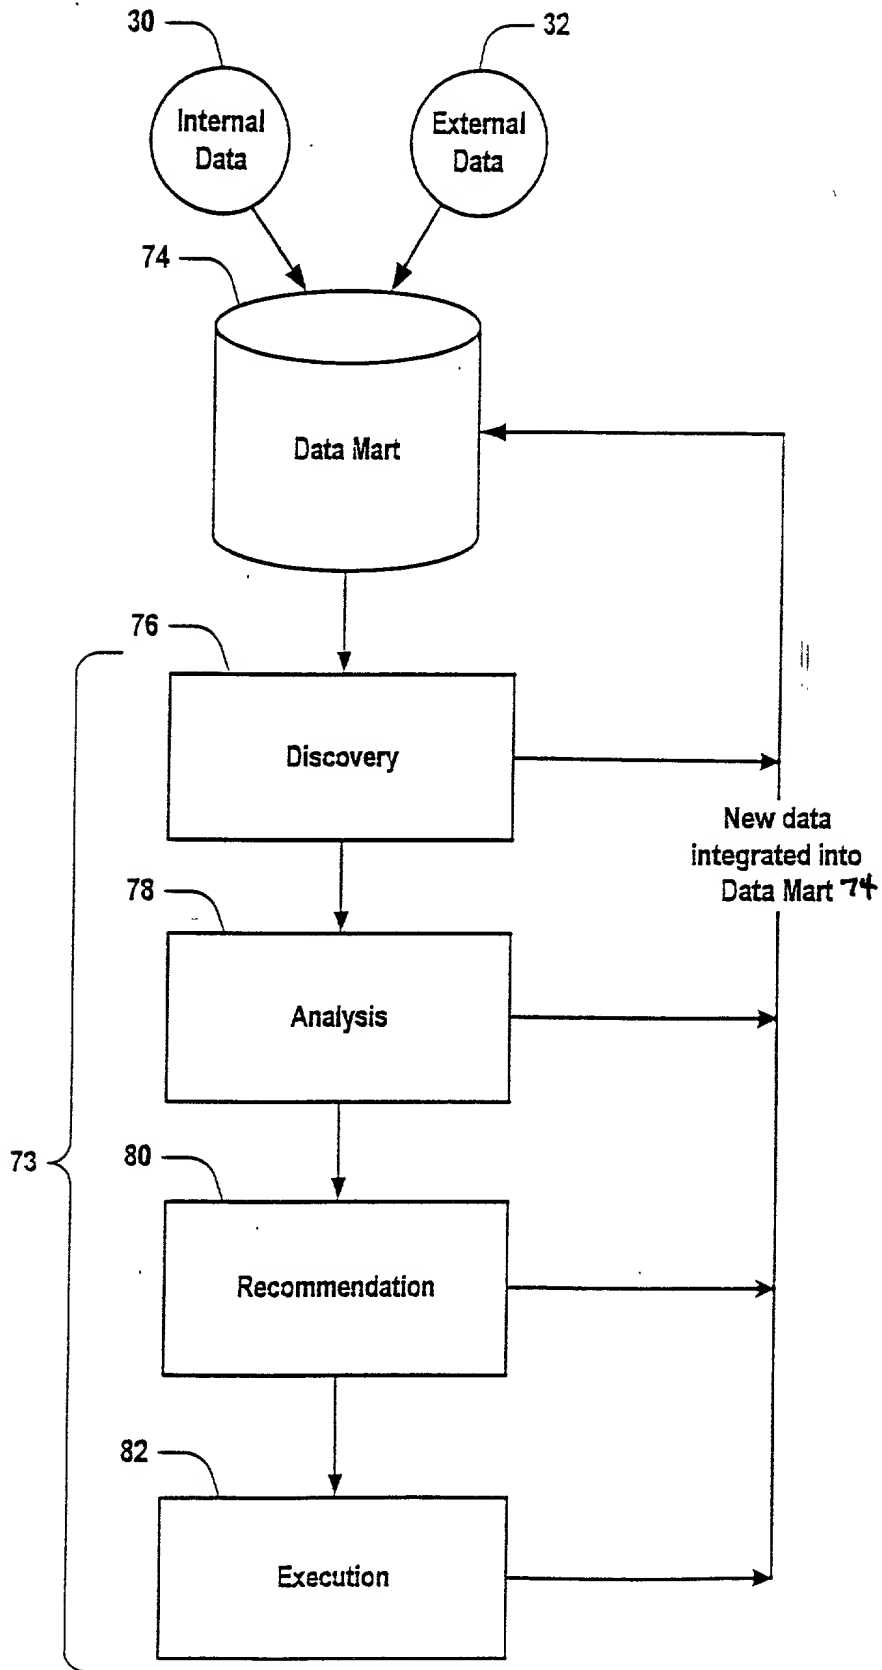 30
32
Internal
Data
External
Data
74
Data Mart
76
Discovery
New data
integrated into
Data Mart 74
78
Analysis
73
80
Recommendation
82
Execution